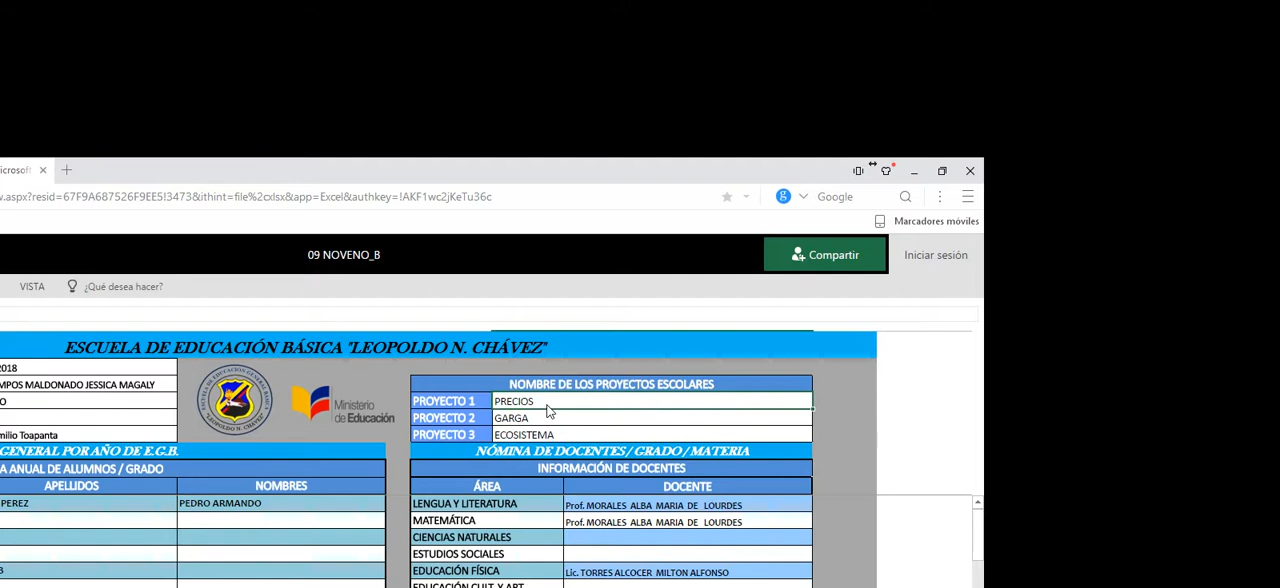 icrosof
w.aspx?resid=67F9A687526F9EE5!3473&ithint=file%2cxlsx&app=Excel&authkey=!AKF1wc2jKeTu36c
Google
Marcadores móviles
09 NOVENO_B
Compartir
Iniciar sesión
VISTA
¿Qué desea hacer?
ESCUELA DE EDUCACIÓN BÁSICA "LEOPOLDO N. CHÁVEZ"
2018
MPOS MALDONADO JESSICA MAGALY
O
milio Toapanta
Ministerio
de Educación
NOMBRE DE LOS PROYECTOS ESCOLARES
PROYECTO 1 PRECIOS
PROYECTO 2 GARGA
PROYECTO 3 ECOSISTEMA
GENERAL POR AÑO DE E.G.B.
NÓMINA DE DOCENTES / GRADO / MATERIA
A ANUAL DE ALUMNOS / GRADO
INFORMACIÓN DE DOCENTES
APELLIDOS NOMBRES
ÁREA DOCENTE
PEREZ PEDRO ARMANDO
LENGUA Y LITERATURA Prof. MORALES ALBA MARIA DE LOURDES
MATEMÁTICA Prof. MORALES ALBA MARIA DE LOURDES
CIENCIAS NATURALES
ESTUDIOS SOCIALES
EDUCACIÓN FÍSICA Lic. TORRES ALCOCER MILTON ALFONSO
EDUCACIÓN CULT. Y ART